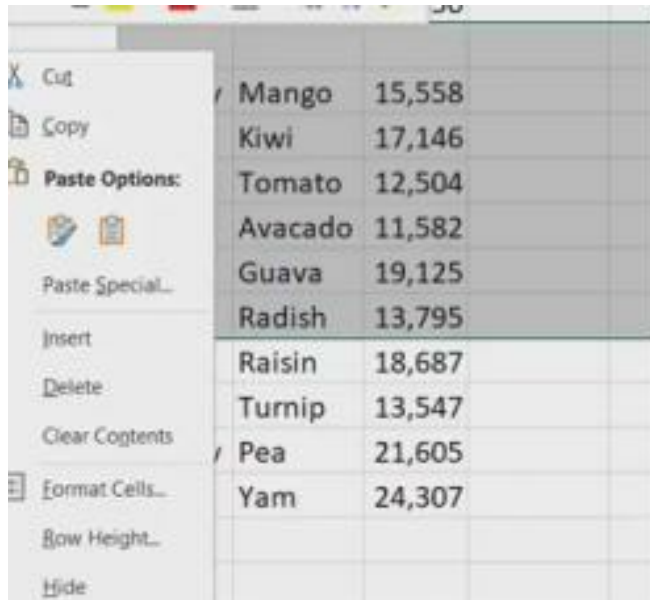 Cut
Copy
Paste Options:
Paste Special...
Insert
Delete
Clear Contents
Format Cells...
Row Height...
Hide
Mango 15,558
Kiwi 17,146
Tomato 12,504
Avacado 11,582
Guava 19,125
Radish 13,795
Raisin 18,687
Turnip 13,547
Pea 21,605
Yam 24,307